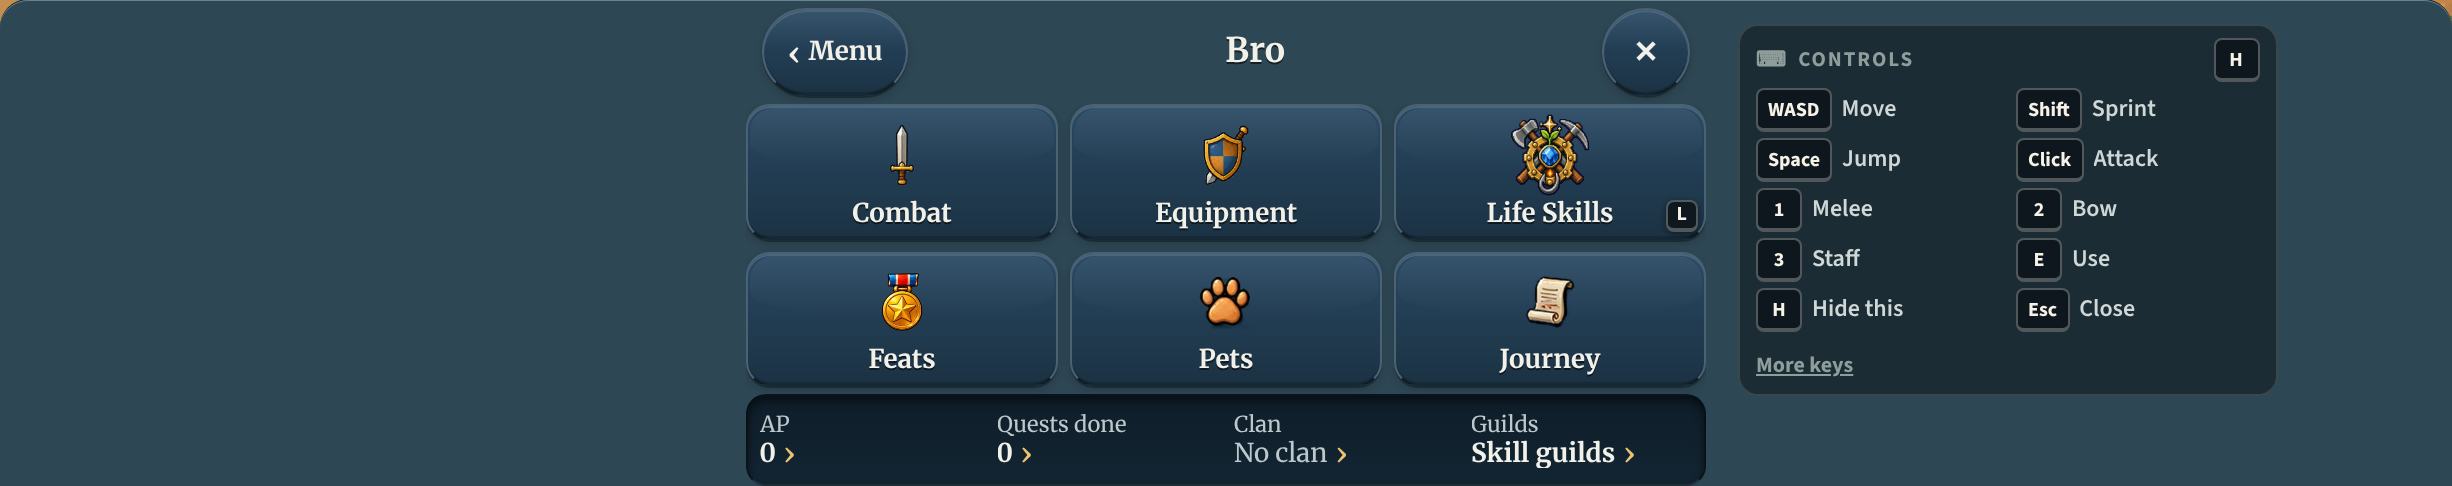 ‹ Menu
Bro
×
Combat
Equipment
Life Skills
L
Feats
Pets
Journey
AP
0 ›
Quests done
0 ›
Clan
No clan ›
Guilds
Skill guilds ›
CONTROLS
H
WASD Move
Shift Sprint
Space Jump
Click Attack
1 Melee
2 Bow
3 Staff
E Use
H Hide this
Esc Close
More keys